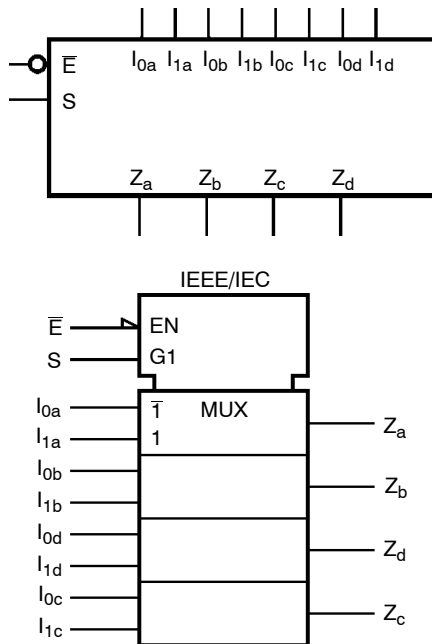 E̅ I0a I1a I0b I1b I0c I1c I0d I1d
S
Za Zb Zc Zd
IEEE/IEC
E̅ EN
S G1
I0a 1̅ MUX
Za
I1a 1
I0b
Zb
I1b
I0d
Zd
I1d
I0c
Zc
I1c